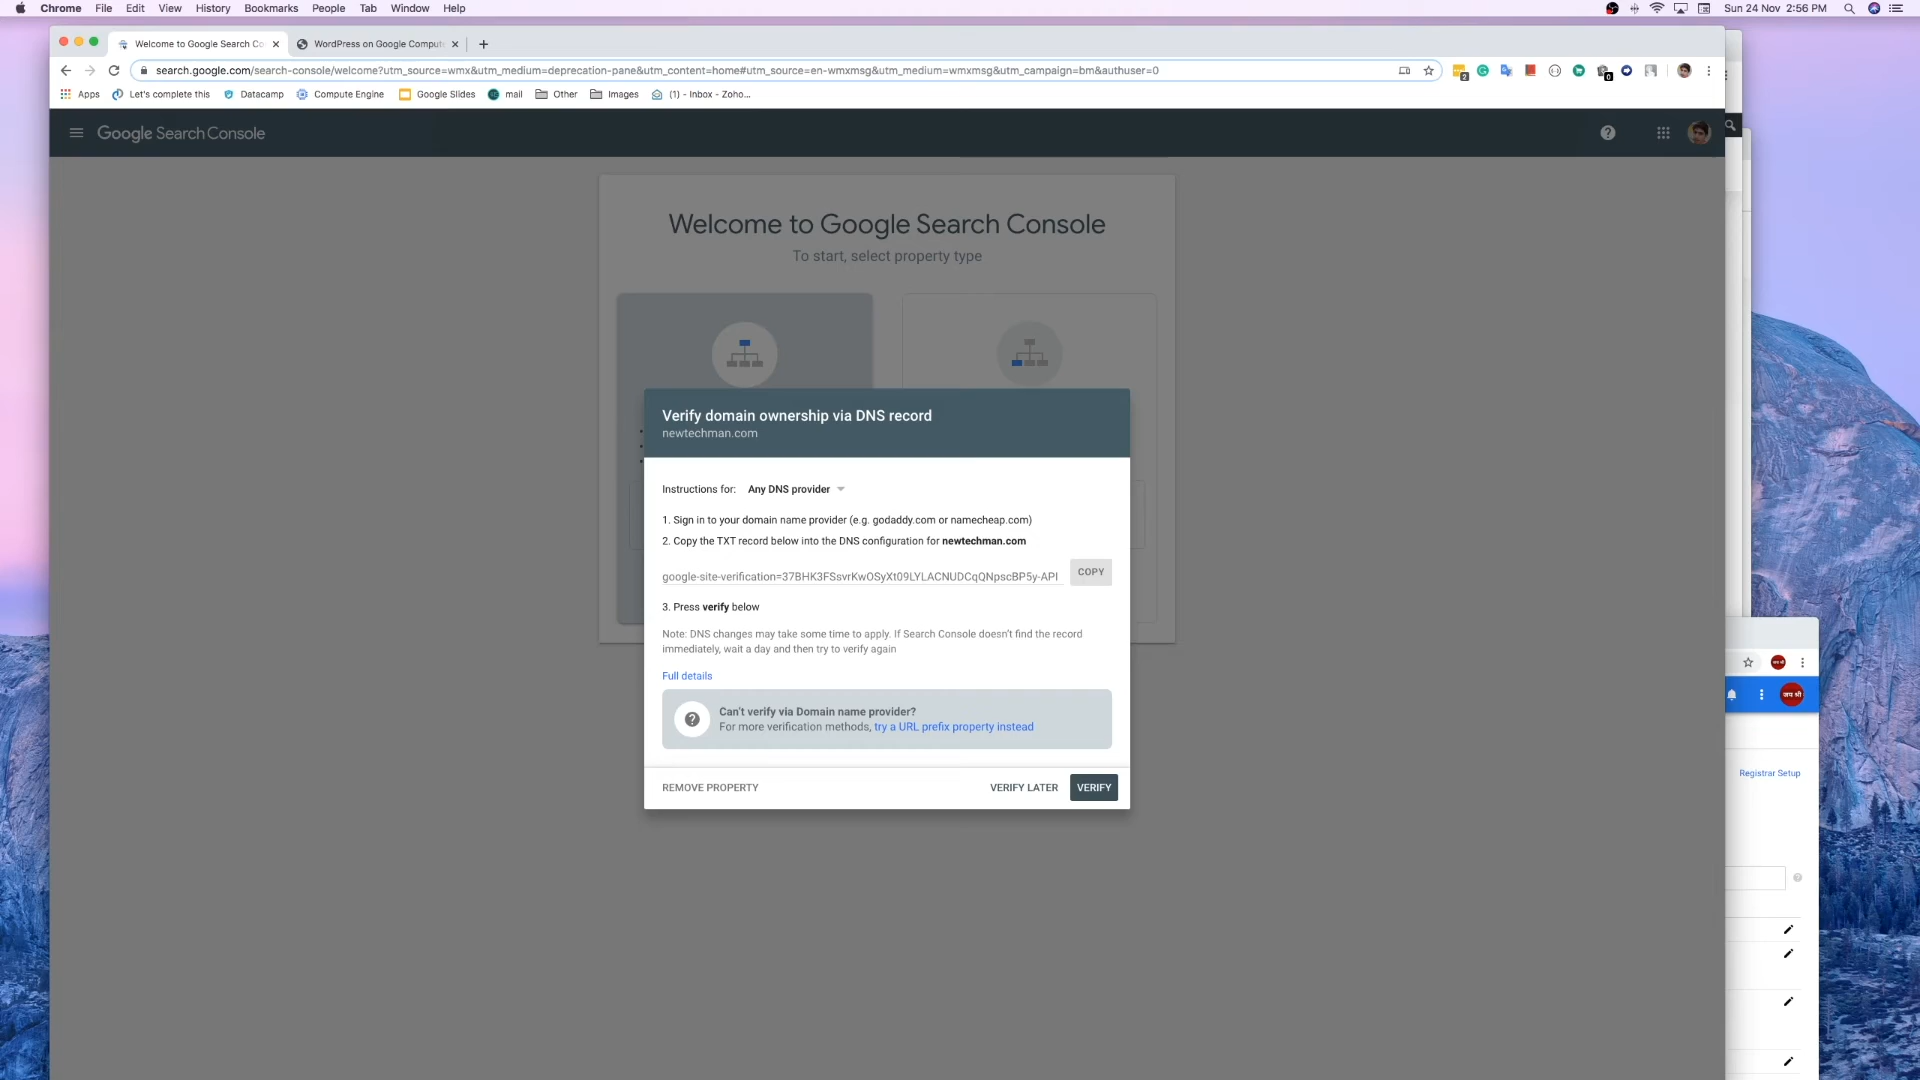 Chrome File Edit View History Bookmarks People Tab Window Help
Sun 24 Nov 2:56 PM
Welcome to Google Search Co
WordPress on Google Comput
search.google.com/search-console/welcome?utm_source=wmx&utm_medium=deprecation-pane&utm_content=home#utm_source=en-wmxmsg&utm_medium=wmxmsg&utm_campaign=bm&authuser=0
Apps Let's complete this Datacamp Compute Engine Google Slides mail Other Images (1) - Inbox - Zoho...
Google Search Console
Welcome to Google Search Console
To start, select property type
Verify domain ownership via DNS record
newtechman.com
Instructions for: Any DNS provider
1. Sign in to your domain name provider (e.g. godaddy.com or namecheap.com)
2. Copy the TXT record below into the DNS configuration for newtechman.com
google-site-verification=37BHK3FSsvrKwOSyXt09LYLACNUDCqQNpscBP5y-API
COPY
3. Press verify below
Note: DNS changes may take some time to apply. If Search Console doesn't find the record
immediately, wait a day and then try to verify again
Full details
Can't verify via Domain name provider?
For more verification methods, try a URL prefix property instead
REMOVE PROPERTY
VERIFY LATER
VERIFY
जय श्री
Registrar Setup